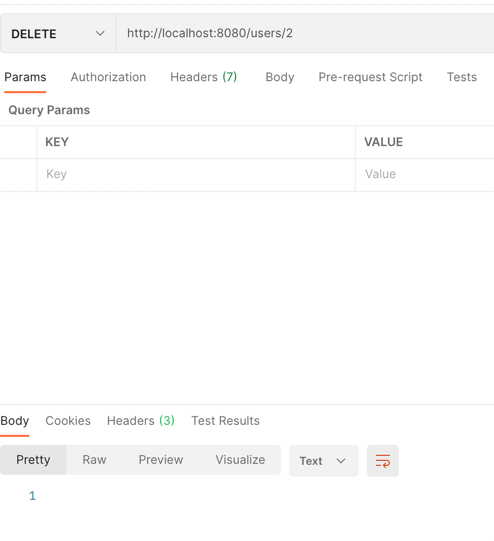 DELETE http://localhost:8080/users/2
Params Authorization Headers (7) Body Pre-request Script Tests
Query Params
KEY VALUE
Key Value
Body Cookies Headers (3) Test Results
Pretty Raw Preview Visualize Text
1